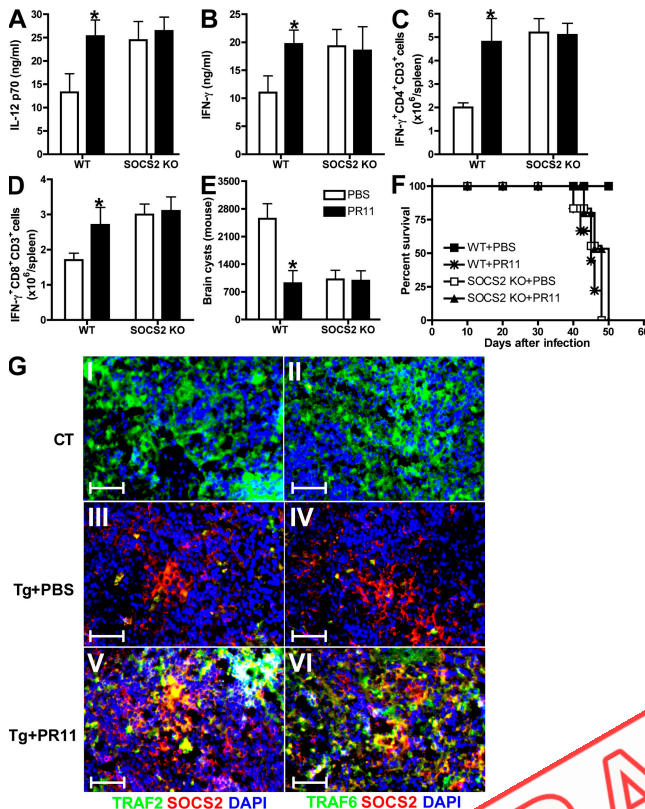 A
IL-12 p70 (ng/ml)
30
25
20
15
10
5
0
*
WT
SOCS2 KO
B
IFN-γ (ng/ml)
25
20
15
10
5
0
*
WT
SOCS2 KO
C
IFN-γ+CD4+CD3+cells
(x10⁶/spleen)
6
5
4
3
2
1
0
*
WT
SOCS2 KO
D
IFN-γ+CD8+CD3+cells
(x10⁶/spleen)
4
3
2
1
0
*
WT
SOCS2 KO
E
Brain cysts (mouse)
3500
2800
2100
1400
700
0
PBS
PR11
*
WT
SOCS2 KO
F
Percent survival
100
75
50
25
0
WT+PBS
WT+PR11
SOCS2 KO+PBS
SOCS2 KO+PR11
0 10 20 30 40 50 60
Days after infection
G
I
II
CT
III
IV
Tg+PBS
V
VI
Tg+PR11
TRAF2 SOCS2 DAPI
TRAF6 SOCS2 DAPI